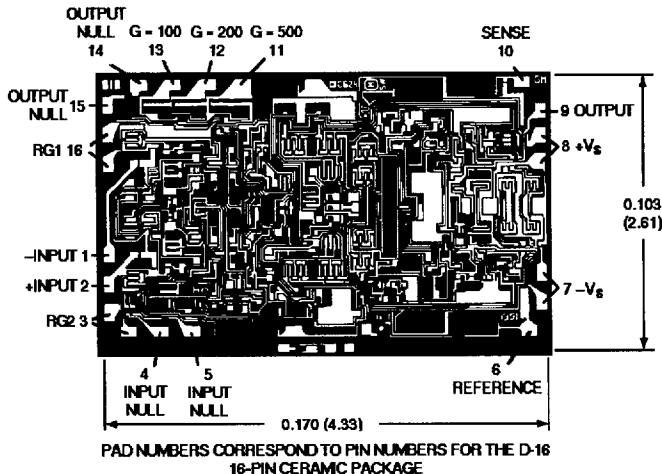 OUTPUT
NULL G = 100 G = 200 G = 500
14 13 12 11
SENSE
10
OUTPUT
NULL 15
9 OUTPUT
RG1 16
8 +Vs
0.103
(2.61)
–INPUT 1
+INPUT 2
7 –Vs
RG2 3
4
INPUT
NULL
5
INPUT
NULL
6
REFERENCE
0.170 (4.33)
PAD NUMBERS CORRESPOND TO PIN NUMBERS FOR THE D-16
16-PIN CERAMIC PACKAGE